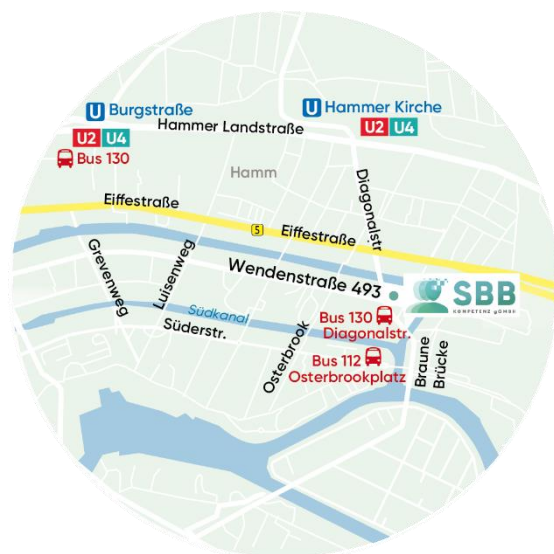 U Burgstraße
U2 U4
Bus 130
U Hammer Kirche
U2 U4
Hammer Landstraße
Hamm
Diagonalstr.
Eiffestraße
5
Eiffestraße
Grevenweg
Luisenweg
Wendenstraße 493
SBB
KOMPETENZ gGMBH
Südkanal
Süderstr.
Bus 130
Diagonalstr.
Osterbrook
Bus 112
Osterbrookplatz
Braune
Brücke